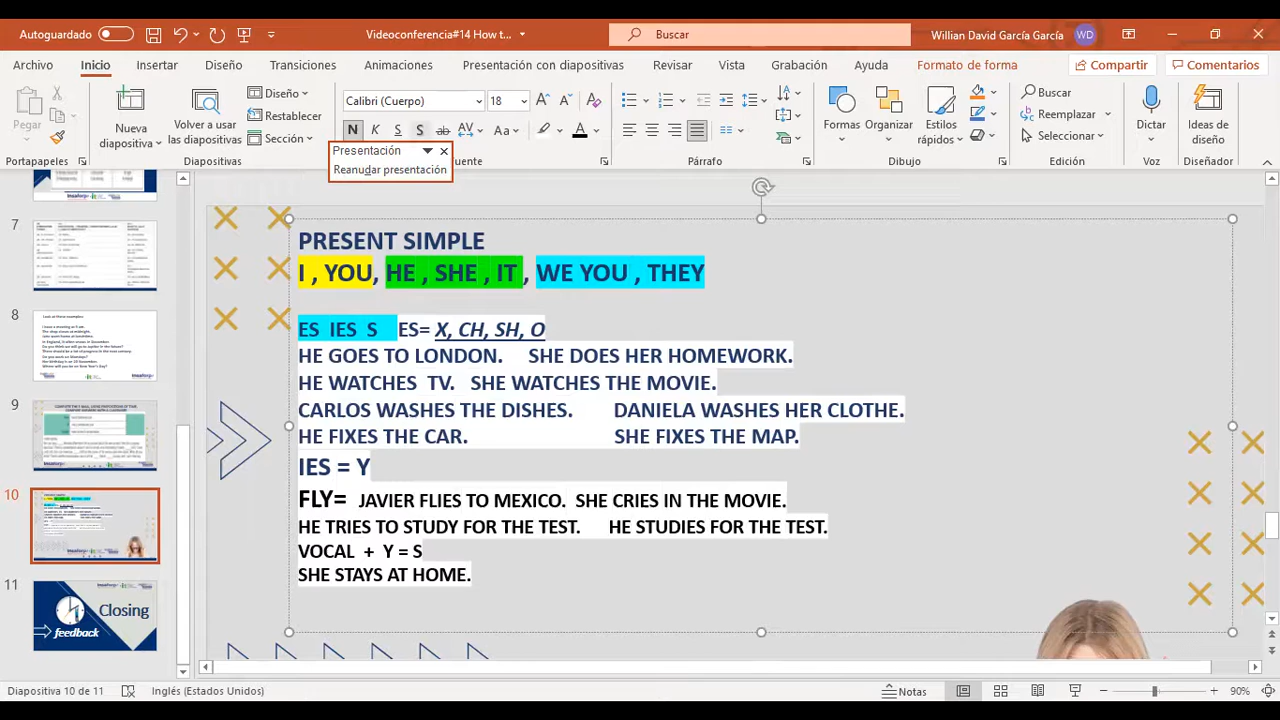 Autoguardado
Videoconferencia#14 How t...
Buscar
Willian David García García
WD
Archivo
Inicio
Insertar
Diseño
Transiciones
Animaciones
Presentación con diapositivas
Revisar
Vista
Grabación
Ayuda
Formato de forma
Compartir
Comentarios
Pegar
Nueva diapositiva
Volver a usar las diapositivas
Diseño
Restablecer
Sección
Calibri (Cuerpo)
18
Formas
Organizar
Estilos rápidos
Buscar
Reemplazar
Seleccionar
Dictar
Ideas de diseño
Portapapeles
Diapositivas
Párrafo
Dibujo
Edición
Voz
Diseñador
Presentación
Reanudar presentación
7
8
9
10
11
Closing
feedback
PRESENT SIMPLE
I , YOU, HE , SHE , IT , WE YOU , THEY
ES IES S ES= X, CH, SH, O
HE GOES TO LONDON. SHE DOES HER HOMEWORK.
HE WATCHES TV. SHE WATCHES THE MOVIE.
CARLOS WASHES THE DISHES. DANIELA WASHES HER CLOTHE.
HE FIXES THE CAR. SHE FIXES THE MAP.
IES = Y
FLY= JAVIER FLIES TO MEXICO. SHE CRIES IN THE MOVIE.
HE TRIES TO STUDY FOR THE TEST. HE STUDIES FOR THE TEST.
VOCAL + Y = S
SHE STAYS AT HOME.
Diapositiva 10 de 11
Inglés (Estados Unidos)
Notas
90%